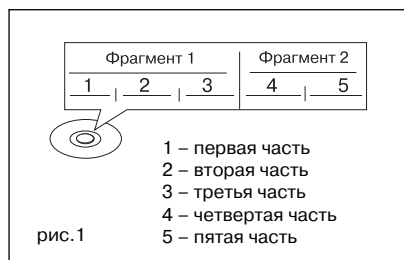 Фрагмент 1 Фрагмент 2
1 2 3 4 5
1 – первая часть
2 – вторая часть
3 – третья часть
4 – четвертая часть
5 – пятая часть
рис.1